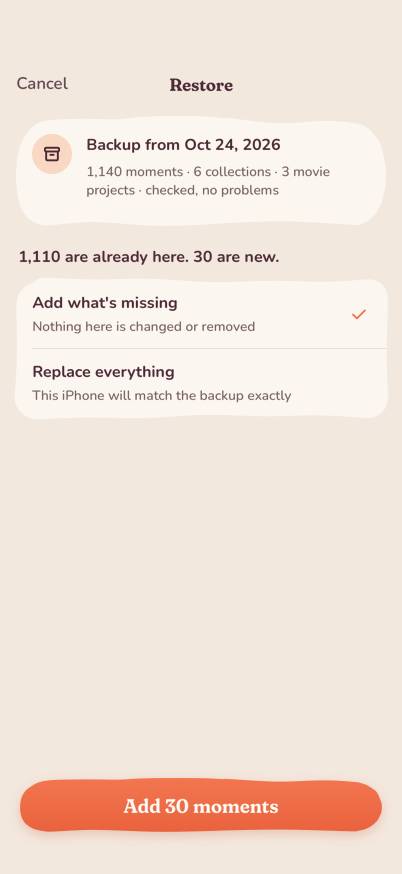 Cancel
Restore
Backup from Oct 24, 2026
1,140 moments · 6 collections · 3 movie
projects · checked, no problems
1,110 are already here. 30 are new.
Add what's missing
Nothing here is changed or removed
Replace everything
This iPhone will match the backup exactly
Add 30 moments